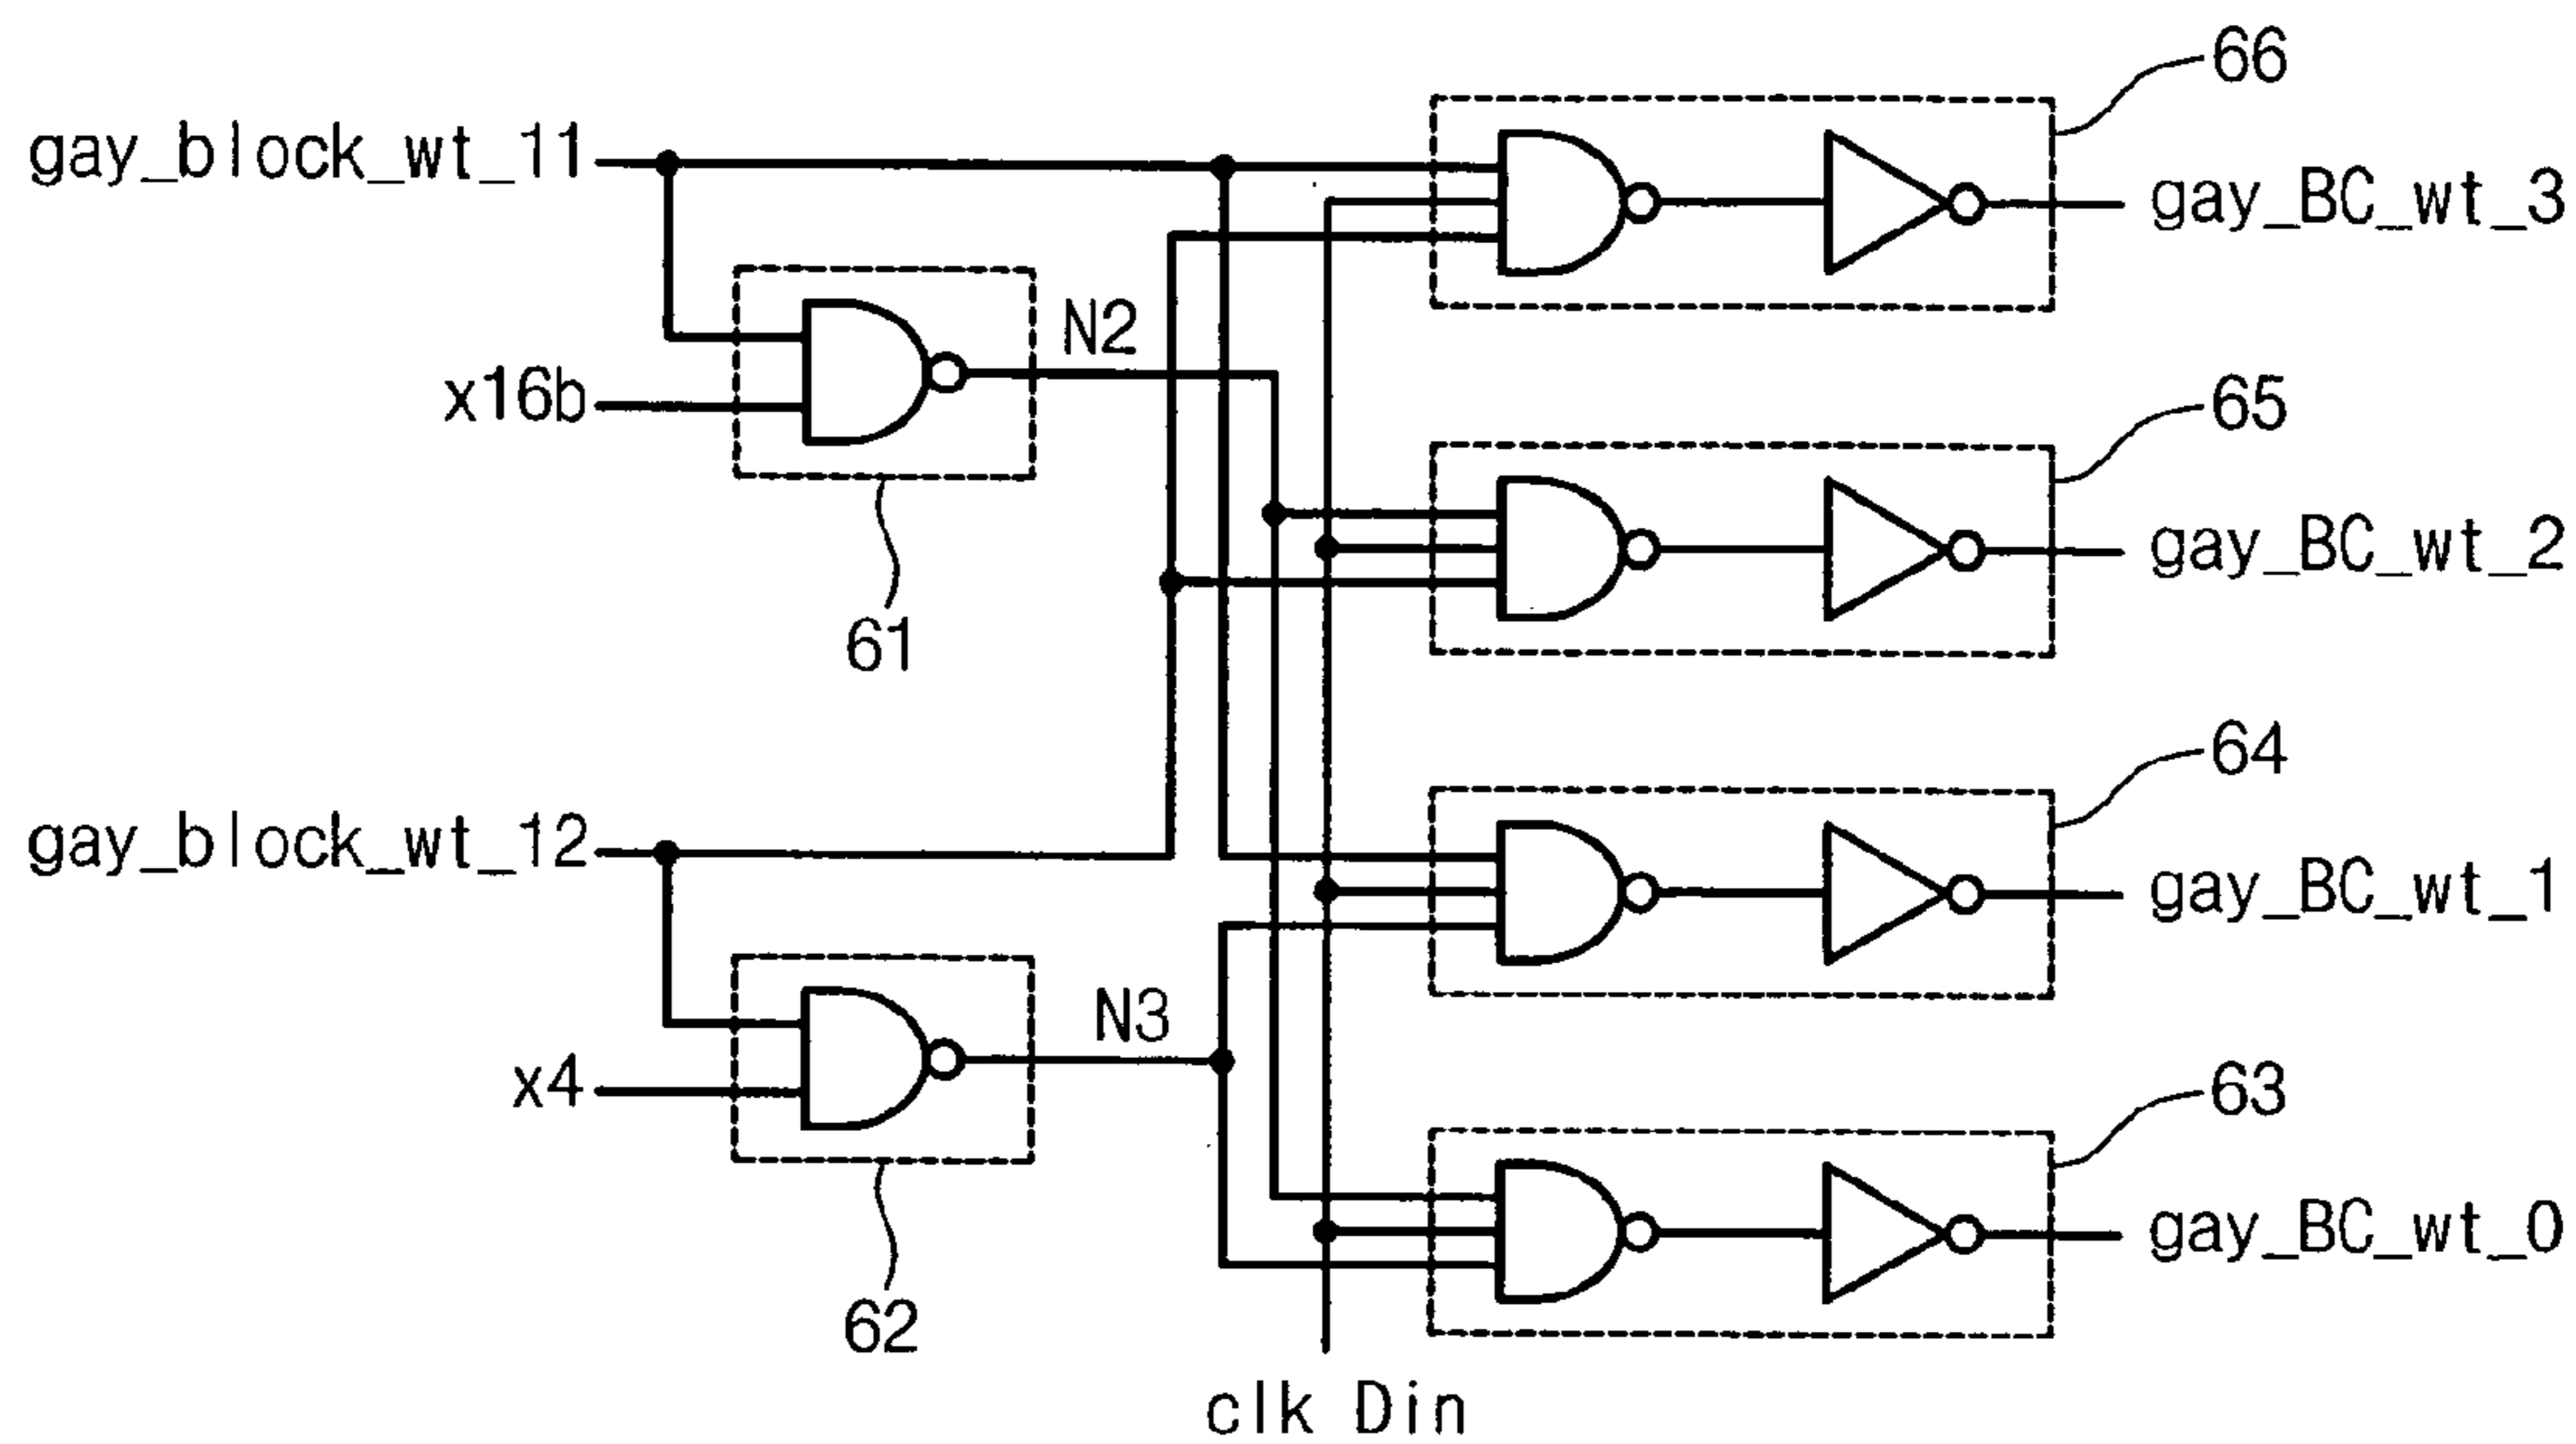 66
gay_block_wt_11
gay_BC_wt_3
N2
x16b
65
gay_BC_wt_2
61
64
gay_block_wt_12
gay_BC_wt_1
N3
x4
63
gay_BC_wt_0
62
clk Din